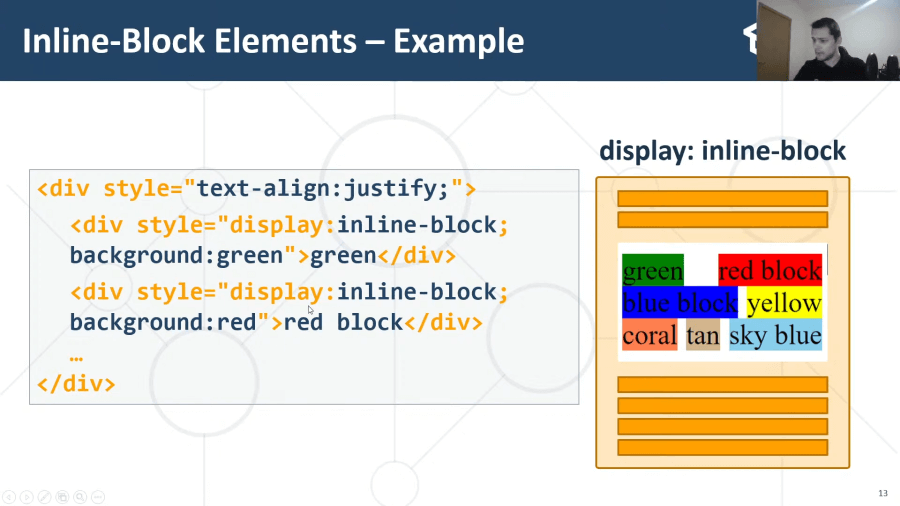 Inline-Block Elements – Example
display: inline-block
<div style="text-align:justify;">
<div style="display:inline-block;
background:green">green</div>
<div style="display:inline-block;
background:red">red block</div>
…
</div>
green red block
blue block yellow
coral tan sky blue
13